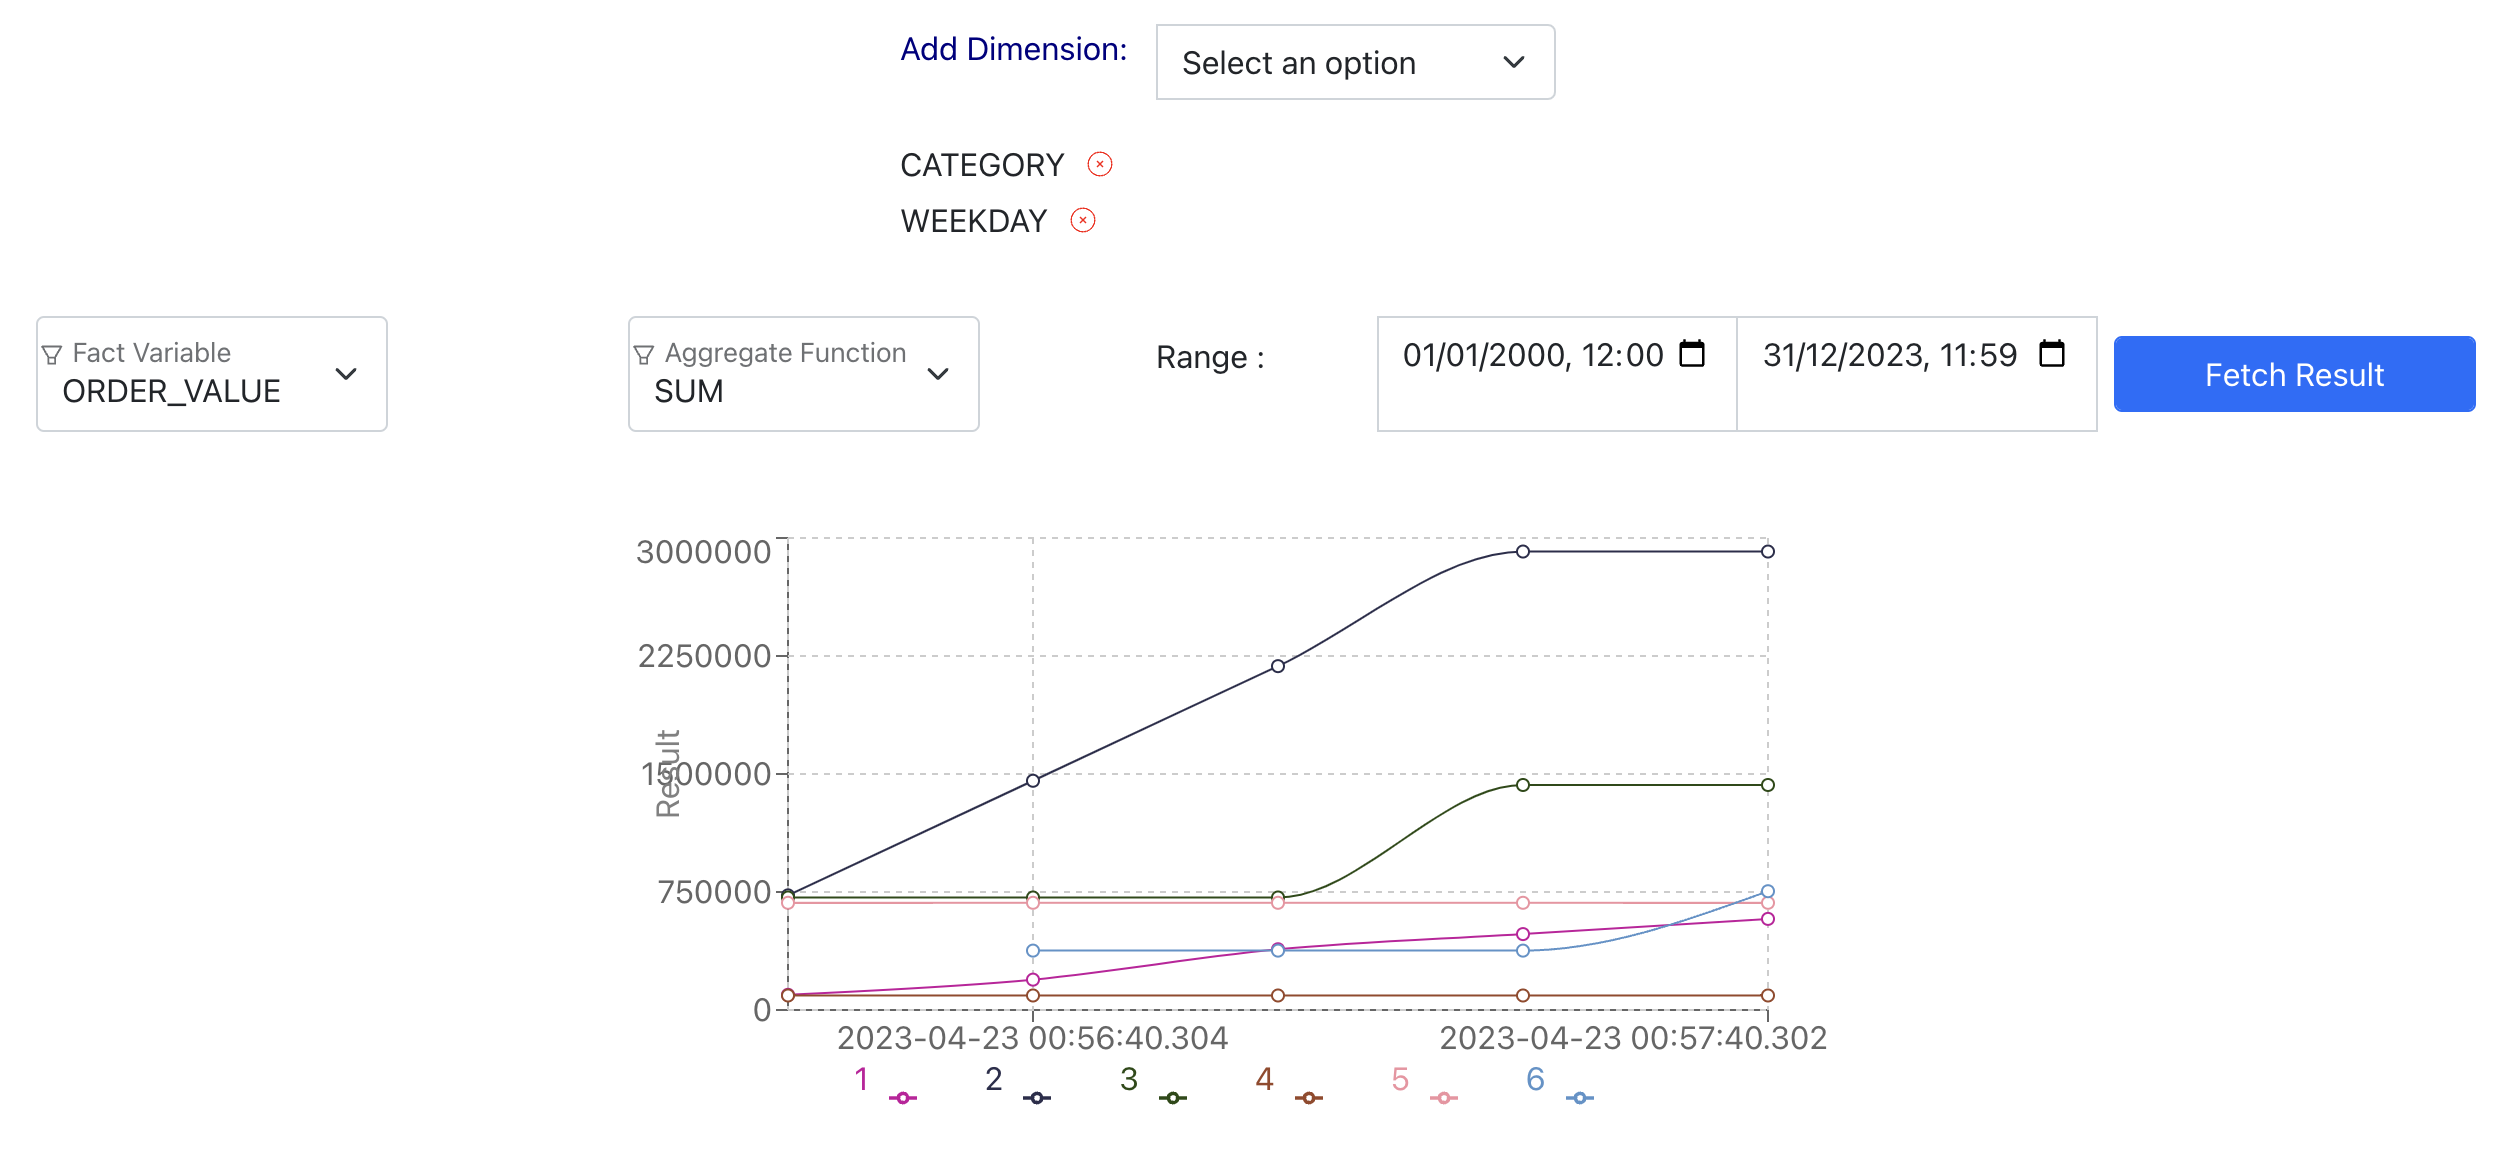 Add Dimension:
Select an option
CATEGORY
WEEKDAY
Fact Variable
ORDER_VALUE
Aggregate Function
SUM
Range :
01/01/2000, 12:00
31/12/2023, 11:59
Fetch Result
3000000
2250000
1500000
750000
0
Result
2023-04-23 00:56:40.304
2023-04-23 00:57:40.302
1 2 3 4 5 6